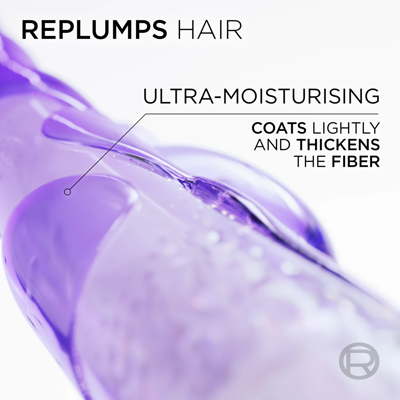 REPLUMPS HAIR
ULTRA-MOISTURISING
COATS LIGHTLY
AND THICKENS
THE FIBER
R